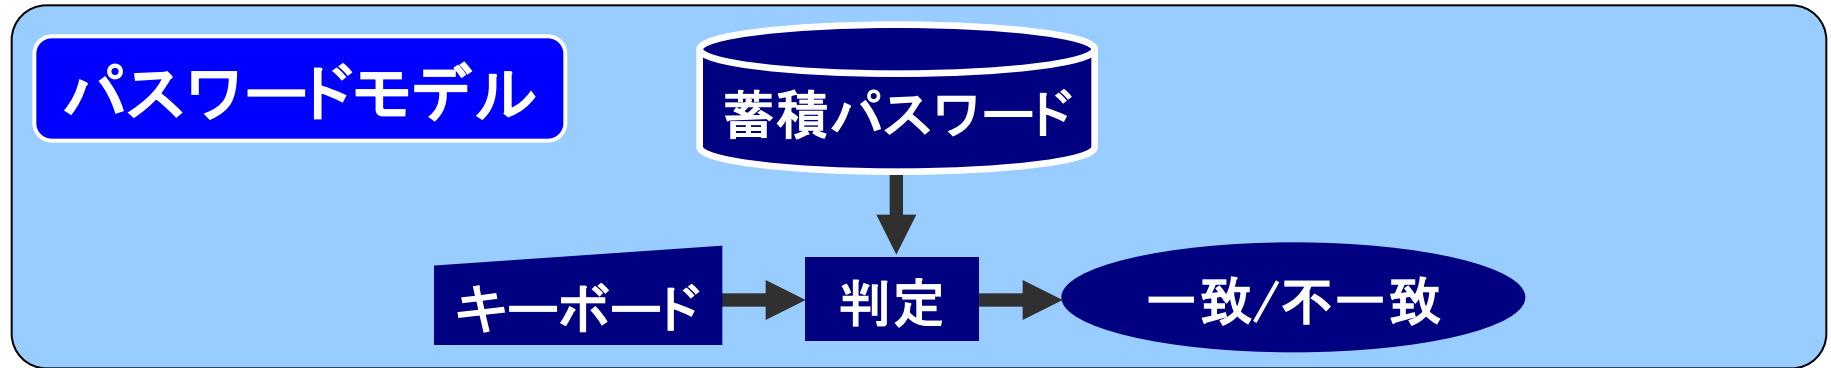 パスワードモデル
蓄積パスワード
キーボード
判定
一致/不一致